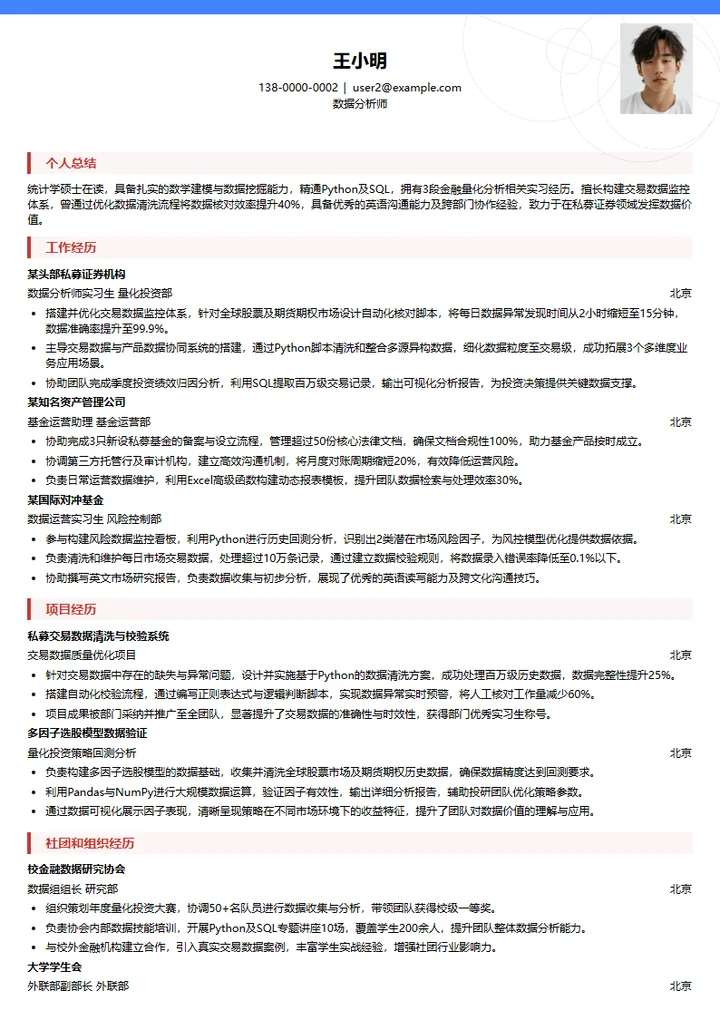 王小明
138-0000-0002 | user2@example.com
数据分析师
个人总结
统计学硕士在读，具备扎实的数学建模与数据挖掘能力，精通Python及SQL，拥有3段金融量化分析相关实习经历。擅长构建交易数据监控
体系，曾通过优化数据清洗流程将数据核对效率提升40%，具备优秀的英语沟通能力及跨部门协作经验，致力于在私募证券领域发挥数据价
值。
工作经历
某头部私募证券机构
数据分析师实习生 量化投资部 北京
• 搭建并优化交易数据监控体系，针对全球股票及期货期权市场设计自动化核对脚本，将每日数据异常发现时间从2小时缩短至15分钟，
数据准确率提升至99.9%。
• 主导交易数据与产品数据协同系统的搭建，通过Python脚本清洗和整合多源异构数据，细化数据粒度至交易级，成功拓展3个多维度业
务应用场景。
• 协助团队完成季度投资绩效归因分析，利用SQL提取百万级交易记录，输出可视化分析报告，为投资决策提供关键数据支撑。
某知名资产管理公司
基金运营助理 基金运营部 北京
• 协助完成3只新设私募基金的备案与设立流程，管理超过50份核心法律文档，确保文档合规性100%，助力基金产品按时成立。
• 协调第三方托管行及审计机构，建立高效沟通机制，将月度对账周期缩短20%，有效降低运营风险。
• 负责日常运营数据维护，利用Excel高级函数构建动态报表模板，提升团队数据检索与处理效率30%。
某国际对冲基金
数据运营实习生 风险控制部 北京
• 参与构建风险数据监控看板，利用Python进行历史回测分析，识别出2类潜在市场风险因子，为风控模型优化提供数据依据。
• 负责清洗和维护每日市场交易数据，处理超过10万条记录，通过建立数据校验规则，将数据录入错误率降低至0.1%以下。
• 协助撰写英文市场研究报告，负责数据收集与初步分析，展现了优秀的英语读写能力及跨文化沟通技巧。
项目经历
私募交易数据清洗与校验系统
交易数据质量优化项目 北京
• 针对交易数据中存在的缺失与异常问题，设计并实施基于Python的数据清洗方案，成功处理百万级历史数据，数据完整性提升25%。
• 搭建自动化校验流程，通过编写正则表达式与逻辑判断脚本，实现数据异常实时预警，将人工核对工作量减少60%。
• 项目成果被部门采纳并推广至全团队，显著提升了交易数据的准确性与时效性，获得部门优秀实习生称号。
多因子选股模型数据验证
量化投资策略回测分析 北京
• 负责构建多因子选股模型的数据基础，收集并清洗全球股票市场及期货期权历史数据，确保数据精度达到回测要求。
• 利用Pandas与NumPy进行大规模数据运算，验证因子有效性，输出详细分析报告，辅助投研团队优化策略参数。
• 通过数据可视化展示因子表现，清晰呈现策略在不同市场环境下的收益特征，提升了团队对数据价值的理解与应用。
社团和组织经历
校金融数据研究协会
数据组组长 研究部 北京
• 组织策划年度量化投资大赛，协调50+名队员进行数据收集与分析，带领团队获得校级一等奖。
• 负责协会内部数据技能培训，开展Python及SQL专题讲座10场，覆盖学生200余人，提升团队整体数据分析能力。
• 与校外金融机构建立合作，引入真实交易数据案例，丰富学生实战经验，增强社团行业影响力。
大学学生会
外联部副部长 外联部 北京